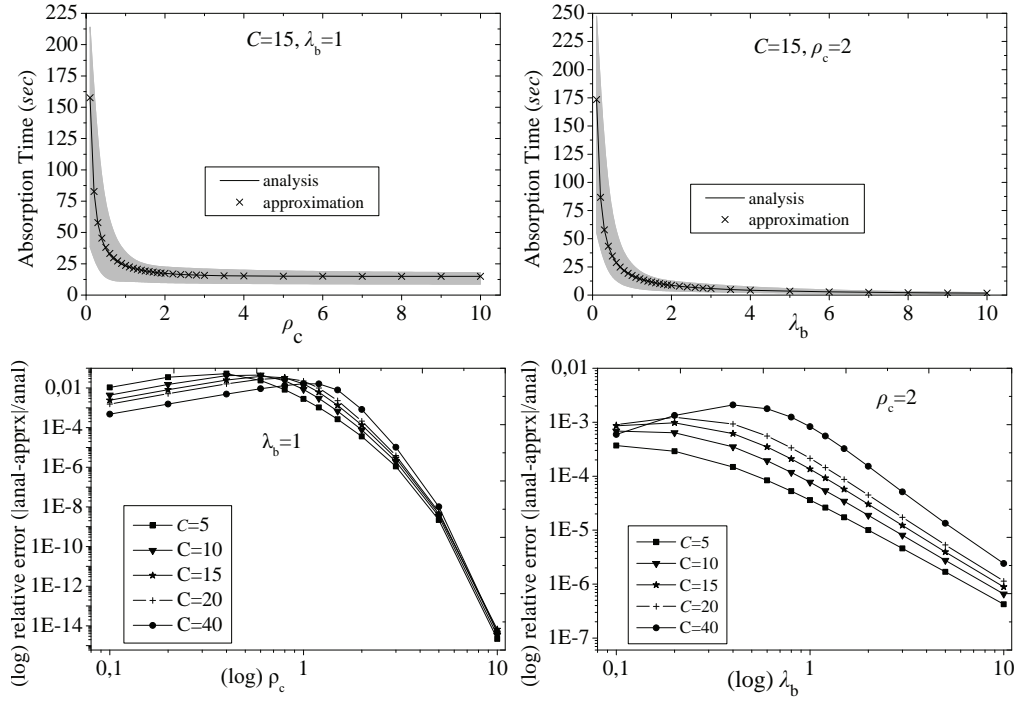 C=15, λb=1
Absorption Time (sec)
225
200
175
150
125
100
75
50
25
0
analysis
approximation
0 2 4 6 8 10
ρc
C=15, ρc=2
Absorption Time (sec)
250
225
200
175
150
125
100
75
50
25
0
analysis
approximation
0 2 4 6 8 10
λb
(log) relative error (|anal-apprx|/anal)
0,01
1E-4
1E-6
1E-8
1E-10
1E-12
1E-14
λb=1
C=5
C=10
C=15
C=20
C=40
0,1 1 10
(log) ρc
(log) relative error (|anal-apprx|/anal)
0,01
1E-3
1E-4
1E-5
1E-6
1E-7
ρc=2
C=5
C=10
C=15
C=20
C=40
0,1 1 10
(log) λb